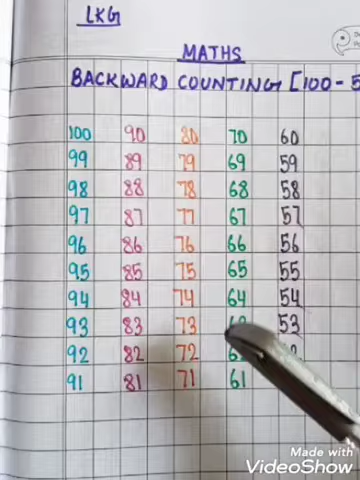 LKG
MATHS
BACKWARD COUNTING [100 - 5
100 90 80 70 60
99 89 79 69 59
98 88 78 68 58
97 87 77 67 57
96 86 76 66 56
95 85 75 65 55
94 84 74 64 54
93 83 73 53
92 82 72
91 81 71 61
Made with
VideoShow